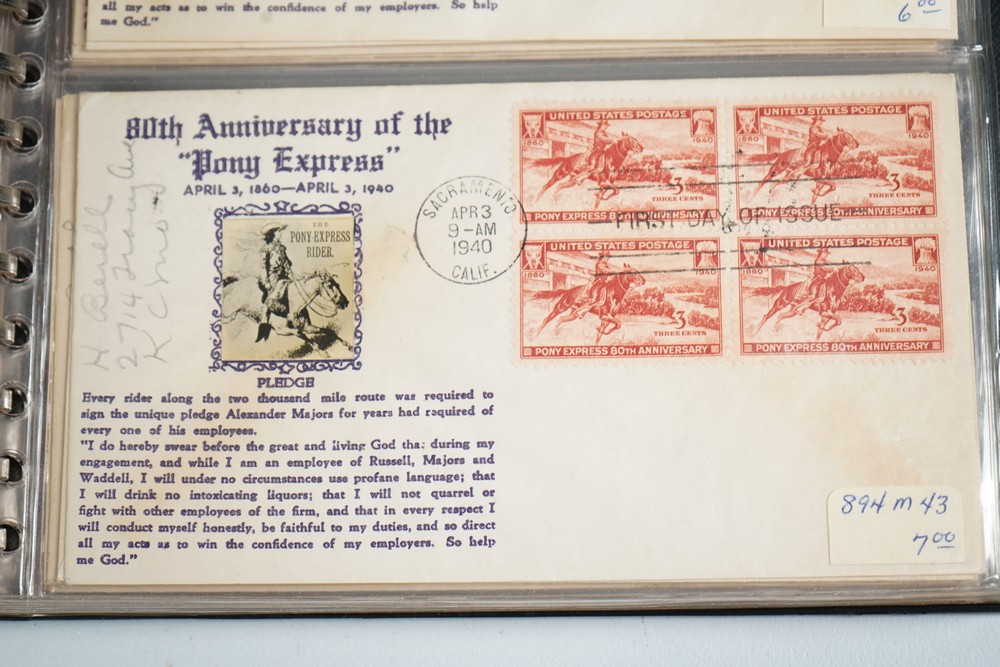 all my acts as to win the confidence of my employers. So help
me God."
6 00
80th Anniversary of the
"Pony Express"
APRIL 3, 1860—APRIL 3, 1940
THE
PONY-EXPRESS
RIDER.
PLEDGE
Every rider along the two thousand mile route was required to
sign the unique pledge Alexander Majors for years had required of
every one of his employees.
"I do hereby swear before the great and living God that during my
engagement, and while I am an employee of Russell, Majors and
Waddell, I will under no circumstances use profane language; that
I will drink no intoxicating liquors; that I will not quarrel or
fight with other employees of the firm, and that in every respect I
will conduct myself honestly, be faithful to my duties, and so direct
all my acts as to win the confidence of my employers. So help
me God."
2714 Tracy Ave
K C Mo
SACRAMENTO
APR 3
9-AM
1940
CALIF.
FIRST DAY OF ISSUE
UNITED STATES POSTAGE
1860
1940
3
THREE CENTS
PONY EXPRESS 80TH ANNIVERSARY
UNITED STATES POSTAGE
1860
1940
3
THREE CENTS
PONY EXPRESS 80TH ANNIVERSARY
UNITED STATES POSTAGE
1860
1940
3
THREE CENTS
PONY EXPRESS 80TH ANNIVERSARY
UNITED STATES POSTAGE
1860
1940
3
THREE CENTS
PONY EXPRESS 80TH ANNIVERSARY
894 M 43
7 00